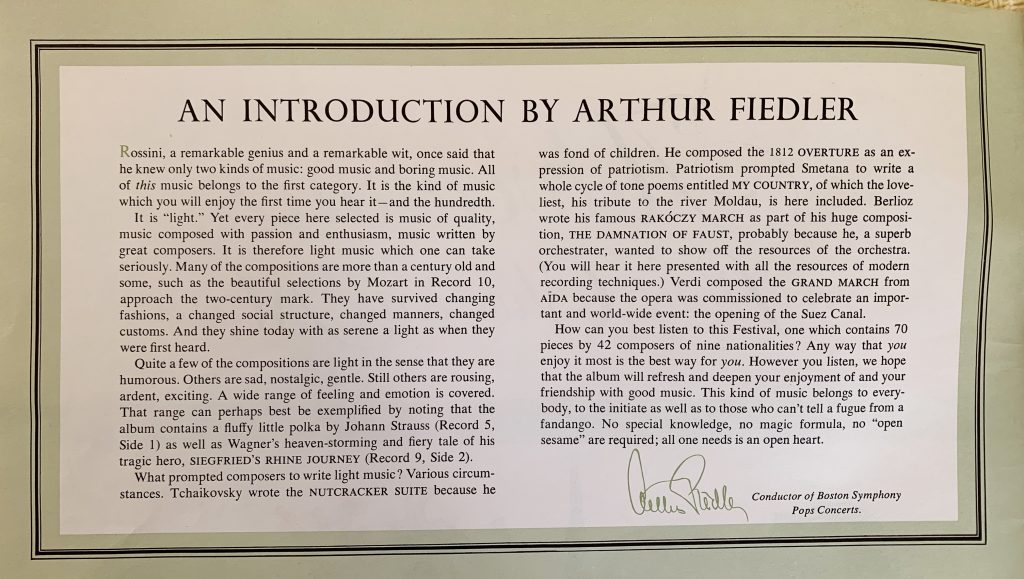 AN INTRODUCTION BY ARTHUR FIEDLER
Rossini, a remarkable genius and a remarkable wit, once said that
he knew only two kinds of music: good music and boring music. All
of this music belongs to the first category. It is the kind of music
which you will enjoy the first time you hear it—and the hundredth.
It is “light.” Yet every piece here selected is music of quality,
music composed with passion and enthusiasm, music written by
great composers. It is therefore light music which one can take
seriously. Many of the compositions are more than a century old and
some, such as the beautiful selections by Mozart in Record 10,
approach the two-century mark. They have survived changing
fashions, a changed social structure, changed manners, changed
customs. And they shine today with as serene a light as when they
were first heard.
Quite a few of the compositions are light in the sense that they are
humorous. Others are sad, nostalgic, gentle. Still others are rousing,
ardent, exciting. A wide range of feeling and emotion is covered.
That range can perhaps best be exemplified by noting that the
album contains a fluffy little polka by Johann Strauss (Record 5,
Side 1) as well as Wagner's heaven-storming and fiery tale of his
tragic hero, SIEGFRIED'S RHINE JOURNEY (Record 9, Side 2).
What prompted composers to write light music? Various circum-
stances. Tchaikovsky wrote the NUTCRACKER SUITE because he
was fond of children. He composed the 1812 OVERTURE as an ex-
pression of patriotism. Patriotism prompted Smetana to write a
whole cycle of tone poems entitled MY COUNTRY, of which the love-
liest, his tribute to the river Moldau, is here included. Berlioz
wrote his famous RAKÓCZY MARCH as part of his huge composi-
tion, THE DAMNATION OF FAUST, probably because he, a superb
orchestrater, wanted to show off the resources of the orchestra.
(You will hear it here presented with all the resources of modern
recording techniques.) Verdi composed the GRAND MARCH from
AÏDA because the opera was commissioned to celebrate an impor-
tant and world-wide event: the opening of the Suez Canal.
How can you best listen to this Festival, one which contains 70
pieces by 42 composers of nine nationalities? Any way that you
enjoy it most is the best way for you. However you listen, we hope
that the album will refresh and deepen your enjoyment of and your
friendship with good music. This kind of music belongs to every-
body, to the initiate as well as to those who can't tell a fugue from a
fandango. No special knowledge, no magic formula, no “open
sesame” are required; all one needs is an open heart.
Arthur Fiedler
Conductor of Boston Symphony
Pops Concerts.